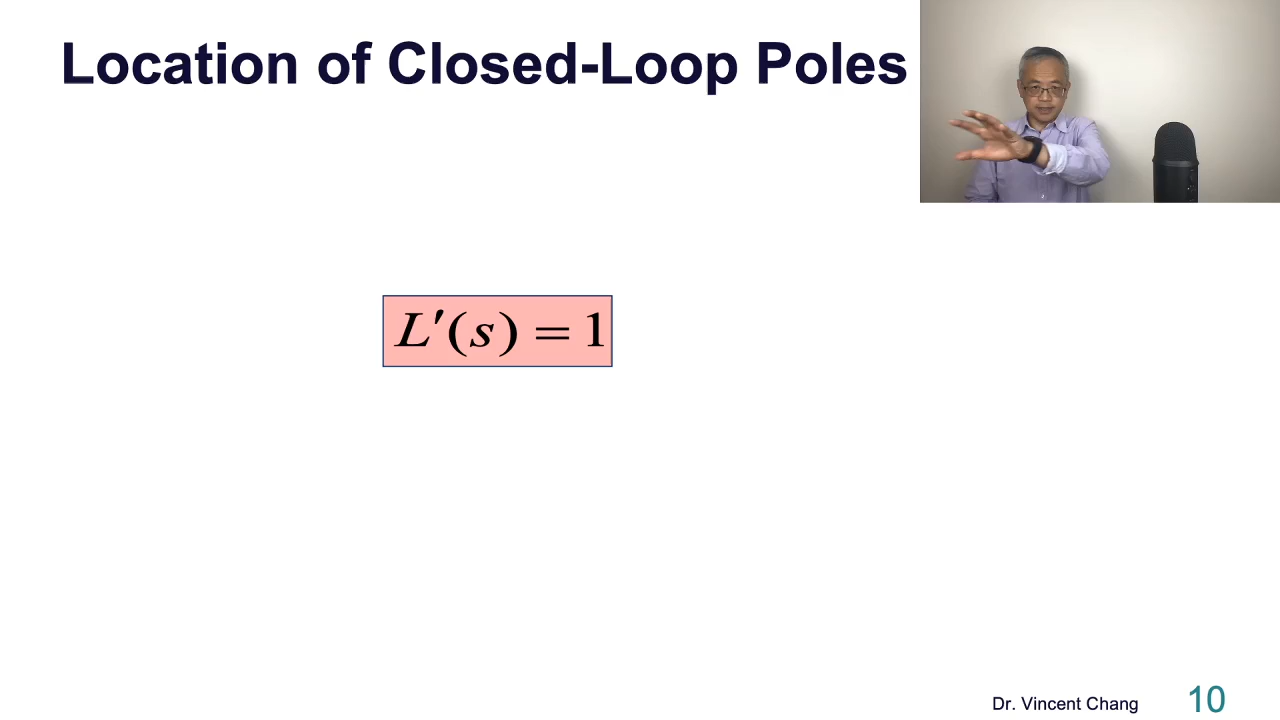 Location of Closed-Loop Poles
L′(s) = 1
Dr. Vincent Chang
10